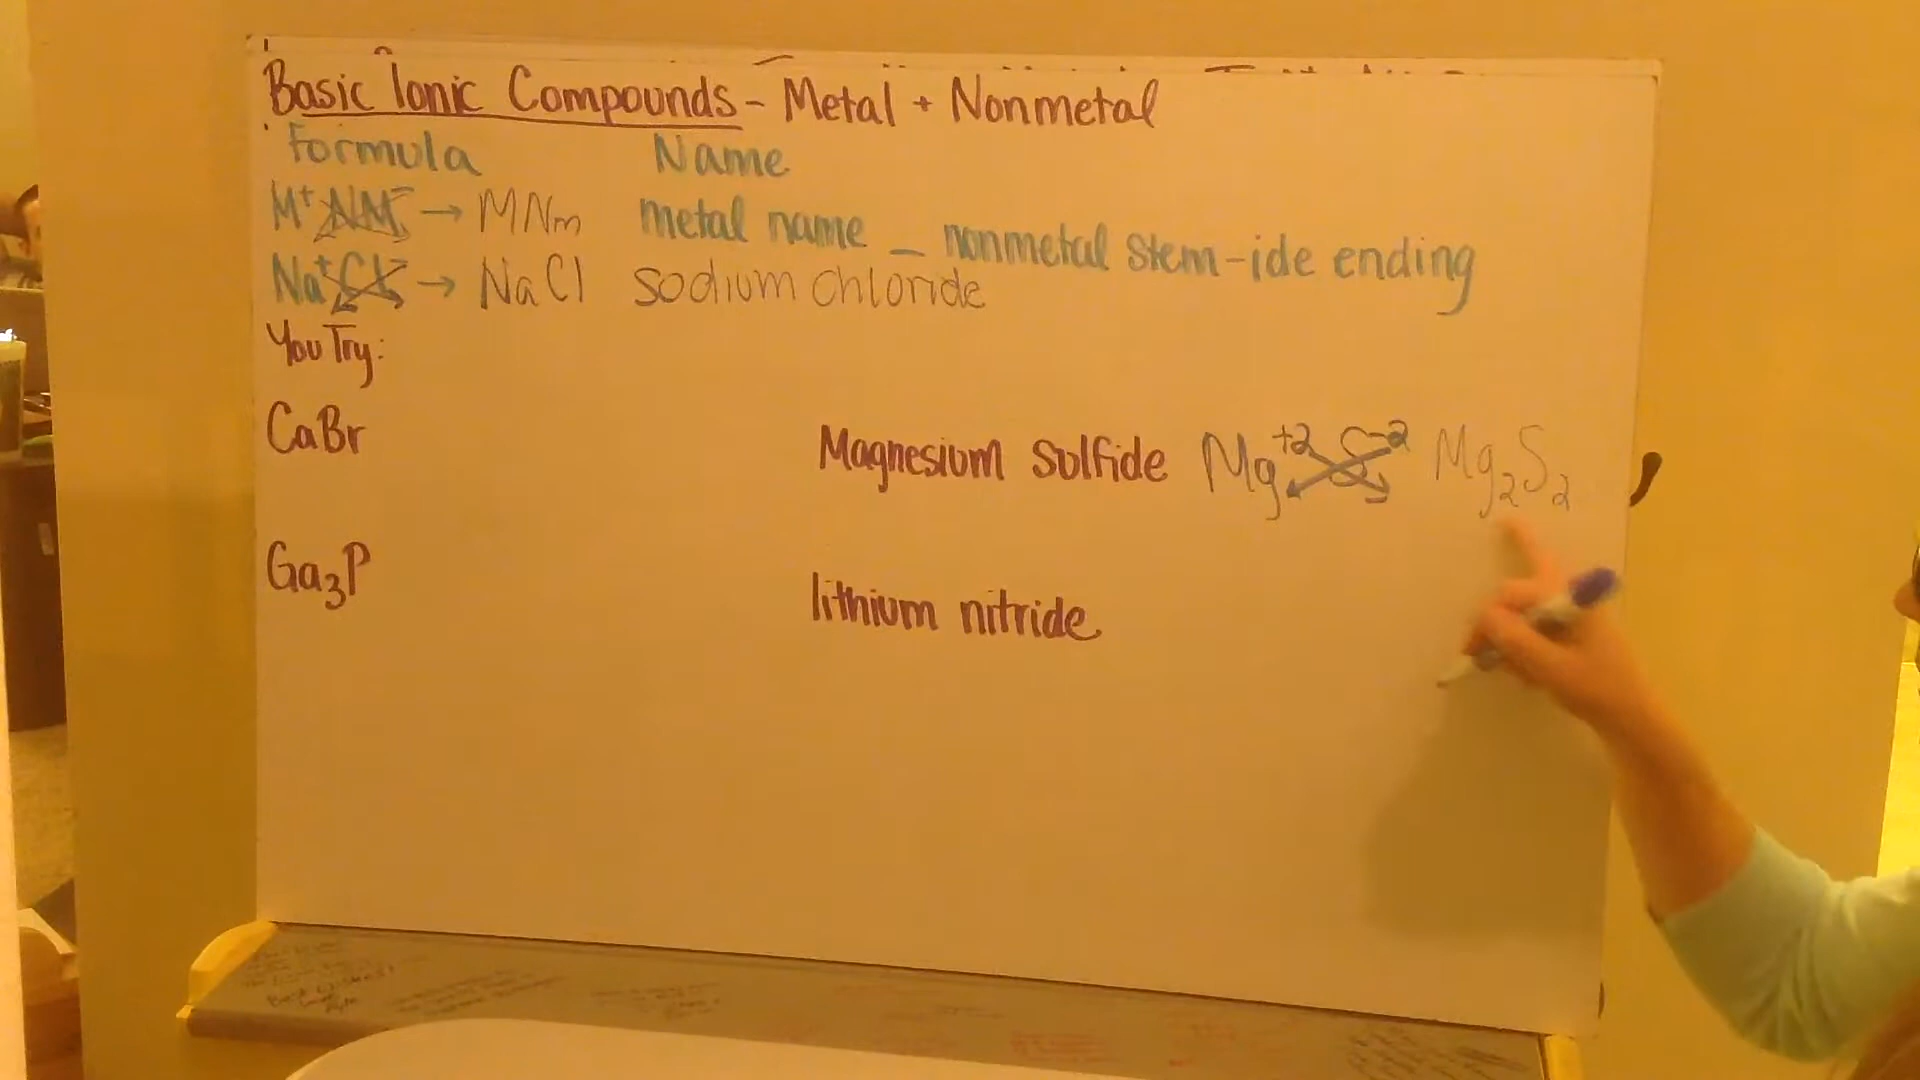 Basic Ionic Compounds - Metal + Nonmetal
Formula Name
M⁺ NM⁻ → MNm metal name _ nonmetal stem-ide ending
Na⁺Cl⁻ → NaCl sodium chloride
You Try:
CaBr
Magnesium sulfide Mg⁺² S⁻² Mg₂S₂
Ga₃P
lithium nitride